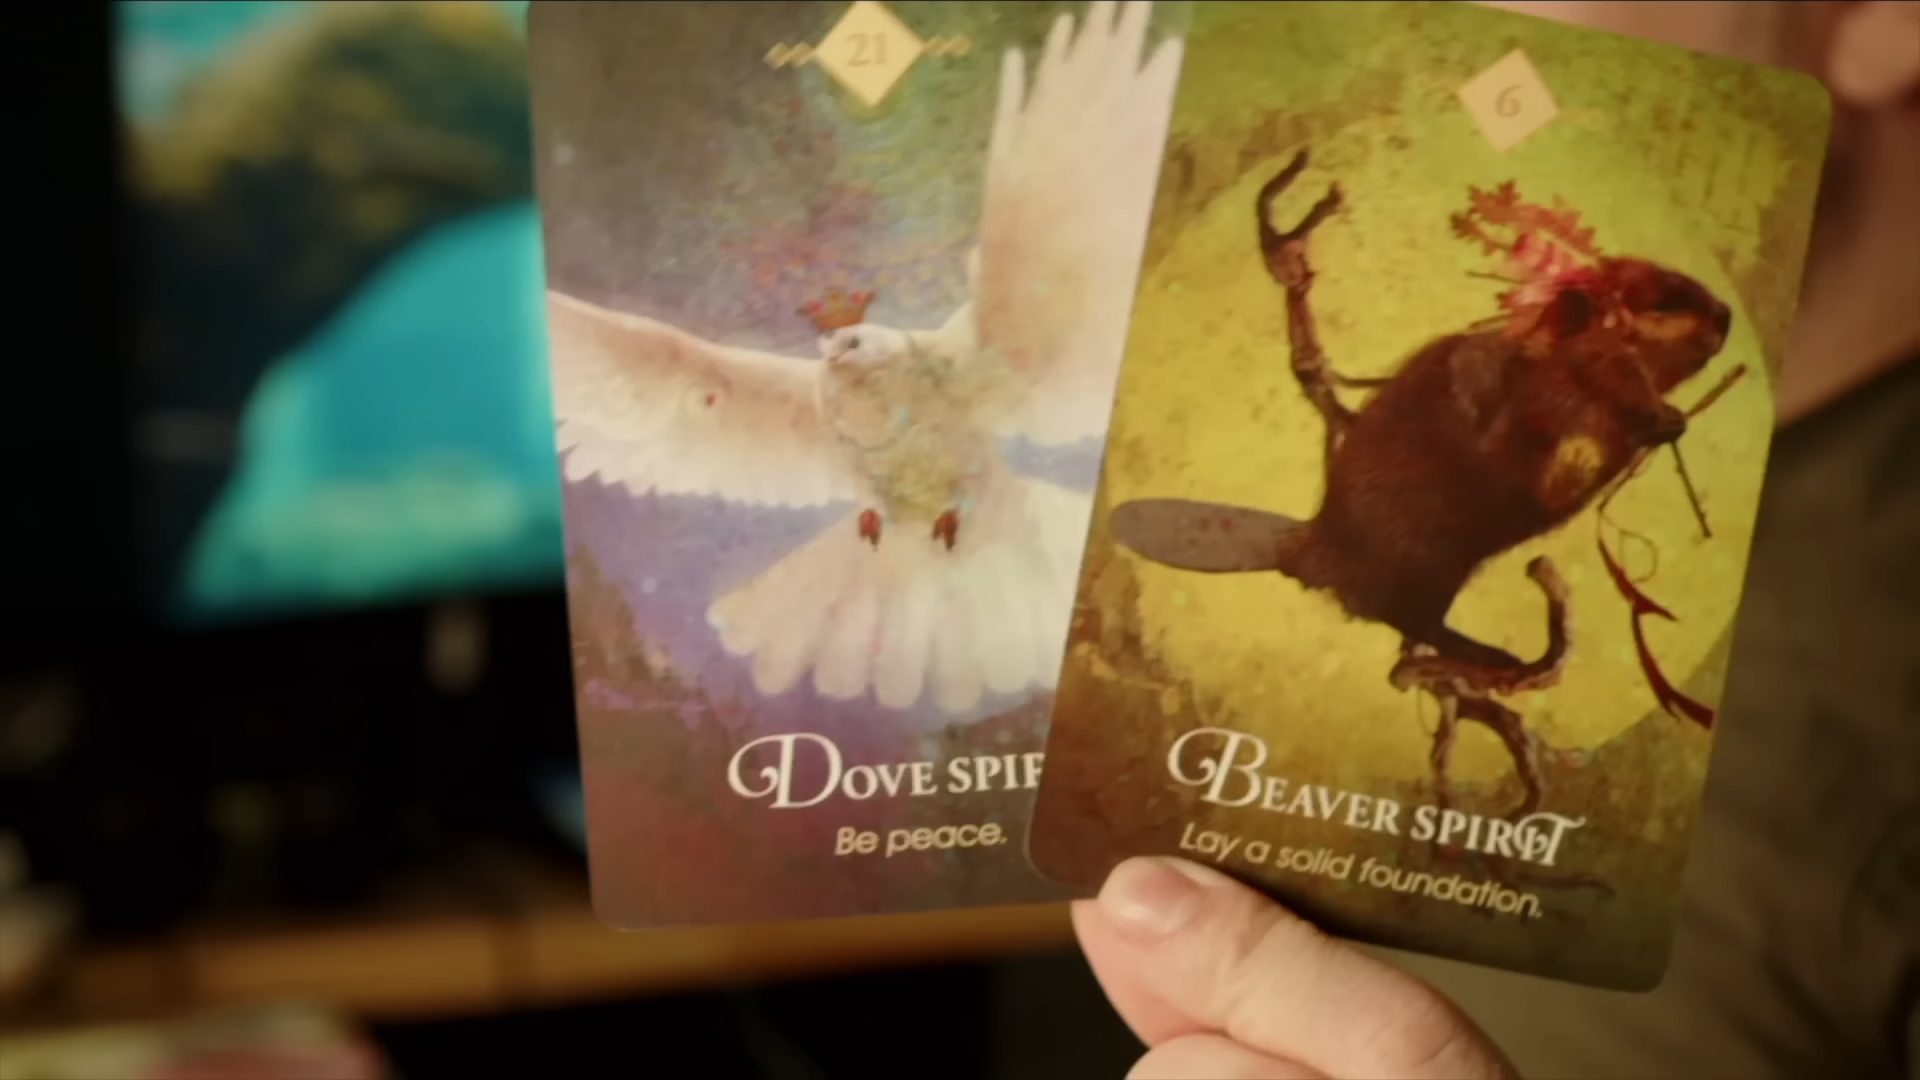 21
DOVE SPIR
Be peace.
6
BEAVER SPIRIT
Lay a solid foundation.